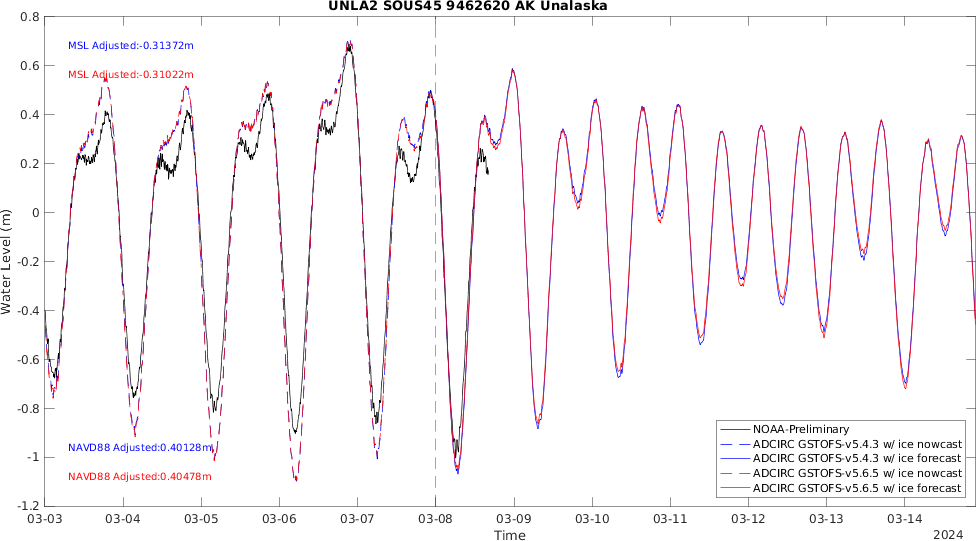 UNLA2 SOUS45 9462620 AK Unalaska
0.8
0.6
0.4
0.2
0
-0.2
-0.4
-0.6
-0.8
-1
-1.2
Water Level (m)
MSL Adjusted:-0.31372m
MSL Adjusted:-0.31022m
NAVD88 Adjusted:0.40128m
NAVD88 Adjusted:0.40478m
NOAA-Preliminary
ADCIRC GSTOFS-v5.4.3 w/ ice nowcast
ADCIRC GSTOFS-v5.4.3 w/ ice forecast
ADCIRC GSTOFS-v5.6.5 w/ ice nowcast
ADCIRC GSTOFS-v5.6.5 w/ ice forecast
03-03 03-04 03-05 03-06 03-07 03-08 03-09 03-10 03-11 03-12 03-13 03-14
Time
2024